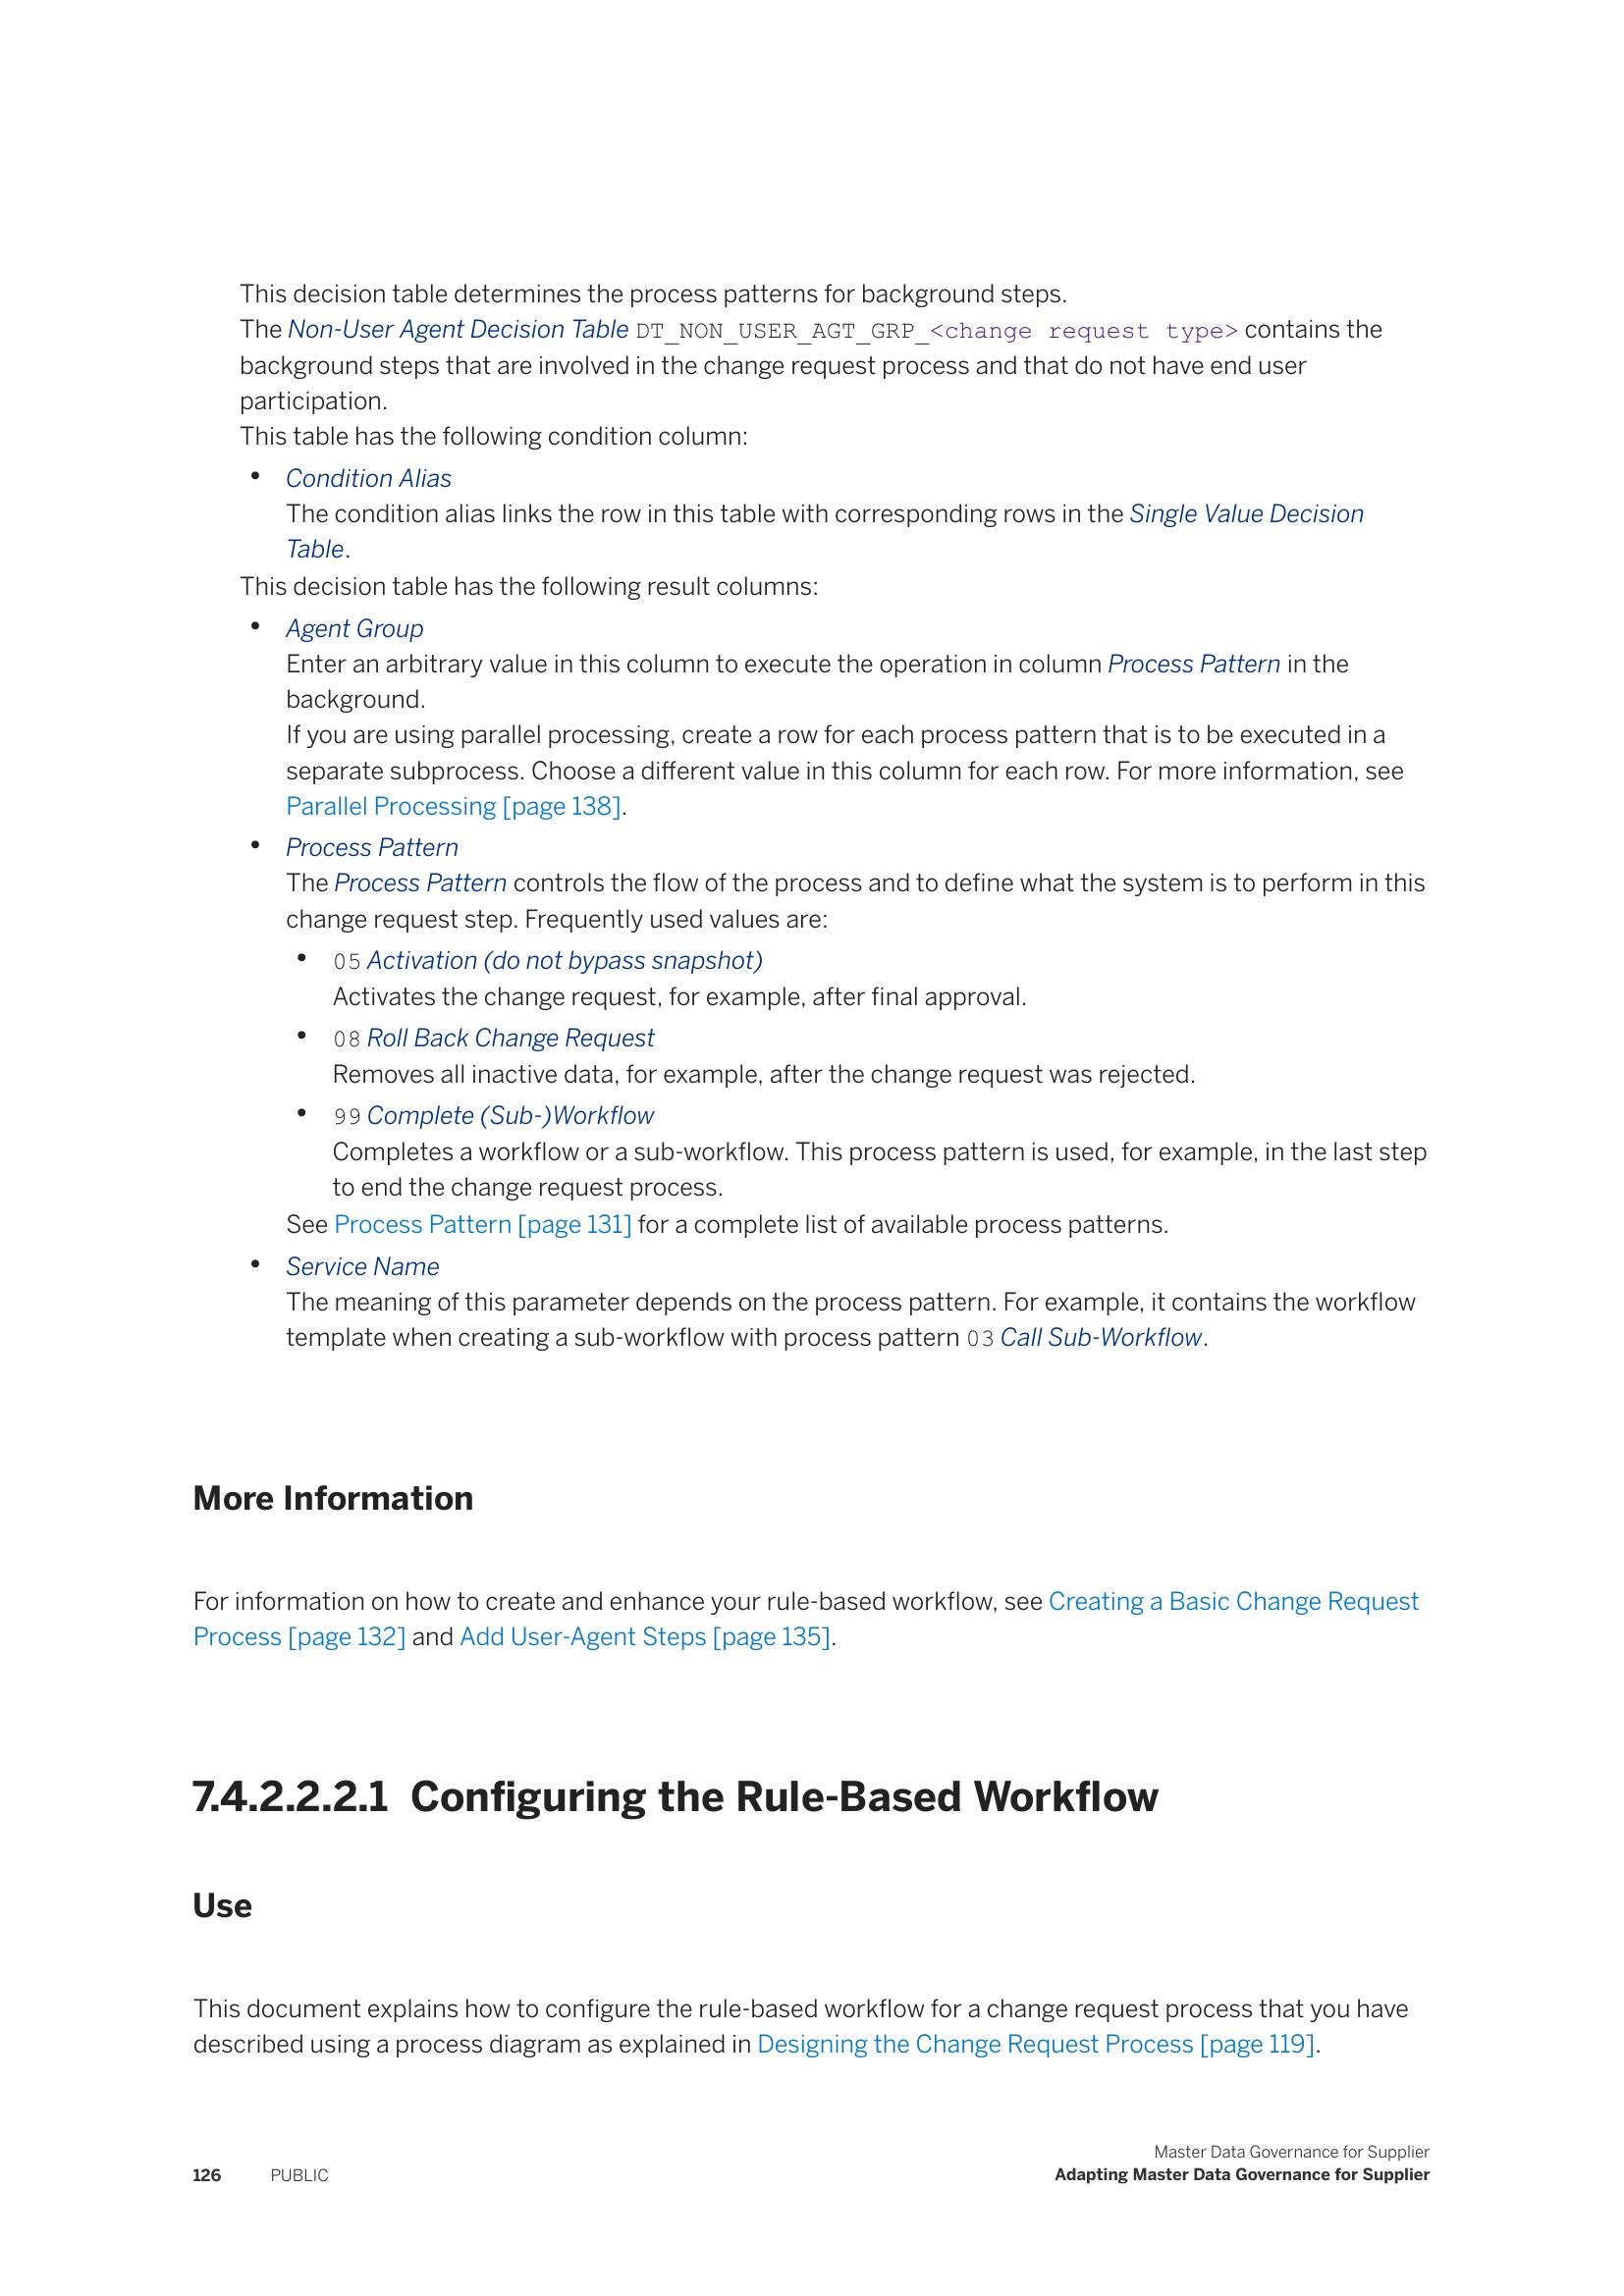 This decision table determines the process patterns for background steps.
The Non-User Agent Decision Table DT_NON_USER_AGT_GRP_<change request type> contains the
background steps that are involved in the change request process and that do not have end user
participation.
This table has the following condition column:
• Condition Alias
The condition alias links the row in this table with corresponding rows in the Single Value Decision
Table.
This decision table has the following result columns:
• Agent Group
Enter an arbitrary value in this column to execute the operation in column Process Pattern in the
background.
If you are using parallel processing, create a row for each process pattern that is to be executed in a
separate subprocess. Choose a different value in this column for each row. For more information, see
Parallel Processing [page 138].
• Process Pattern
The Process Pattern controls the flow of the process and to define what the system is to perform in this
change request step. Frequently used values are:
• 05 Activation (do not bypass snapshot)
Activates the change request, for example, after final approval.
• 08 Roll Back Change Request
Removes all inactive data, for example, after the change request was rejected.
• 99 Complete (Sub-)Workflow
Completes a workflow or a sub-workflow. This process pattern is used, for example, in the last step
to end the change request process.
See Process Pattern [page 131] for a complete list of available process patterns.
• Service Name
The meaning of this parameter depends on the process pattern. For example, it contains the workflow
template when creating a sub-workflow with process pattern 03 Call Sub-Workflow.
More Information
For information on how to create and enhance your rule-based workflow, see Creating a Basic Change Request
Process [page 132] and Add User-Agent Steps [page 135].
7.4.2.2.2.1 Configuring the Rule-Based Workflow
Use
This document explains how to configure the rule-based workflow for a change request process that you have
described using a process diagram as explained in Designing the Change Request Process [page 119].
Master Data Governance for Supplier
126 PUBLIC Adapting Master Data Governance for Supplier